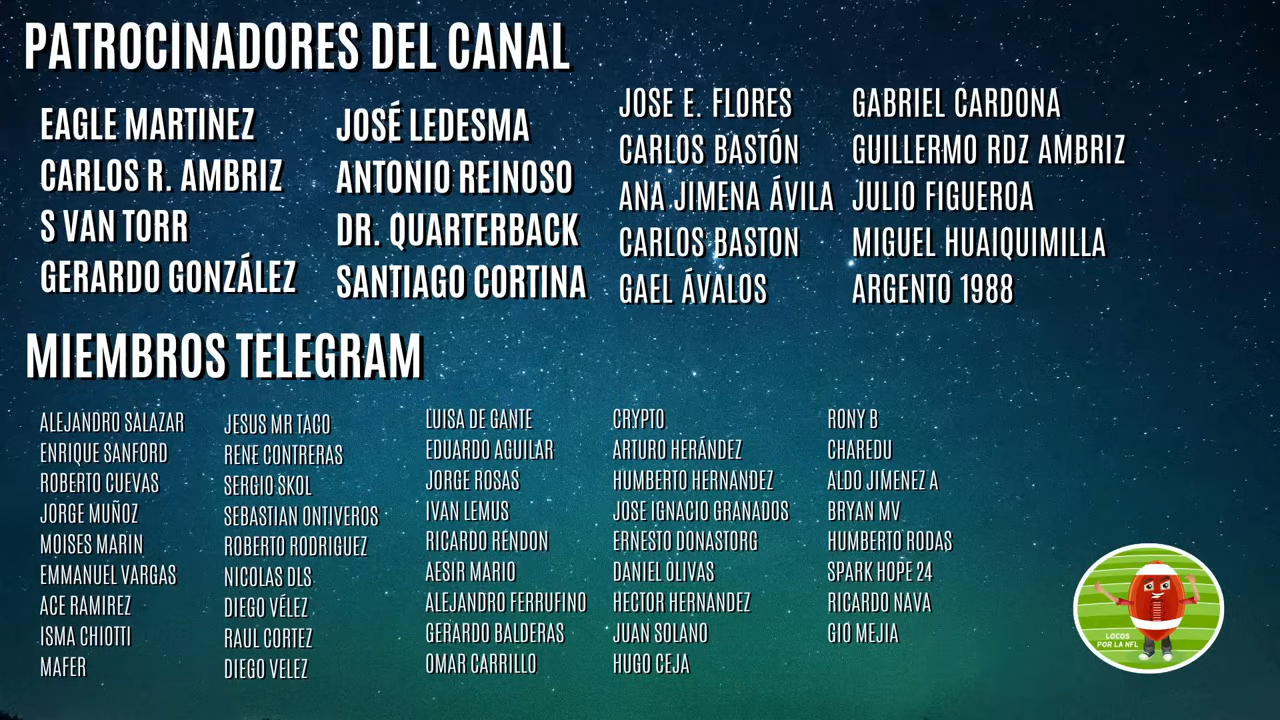 PATROCINADORES DEL CANAL
EAGLE MARTINEZ
CARLOS R. AMBRIZ
S VAN TORR
GERARDO GONZÁLEZ
JOSÉ LEDESMA
ANTONIO REINOSO
DR. QUARTERBACK
SANTIAGO CORTINA
JOSE E. FLORES
CARLOS BASTÓN
ANA JIMENA ÁVILA
CARLOS BASTON
GAEL ÁVALOS
GABRIEL CARDONA
GUILLERMO RDZ AMBRIZ
JULIO FIGUEROA
MIGUEL HUAIQUIMILLA
ARGENTO 1988
MIEMBROS TELEGRAM
ALEJANDRO SALAZAR
ENRIQUE SANFORD
ROBERTO CUEVAS
JORGE MUÑOZ
MOISES MARIN
EMMANUEL VARGAS
ACE RAMIREZ
ISMA CHIOTTI
MAFER
JESUS MR TACO
RENE CONTRERAS
SERGIO SKOL
SEBASTIAN ONTIVEROS
ROBERTO RODRIGUEZ
NICOLAS DLS
DIEGO VÉLEZ
RAUL CORTEZ
DIEGO VELEZ
LUISA DE GANTE
EDUARDO AGUILAR
JORGE ROSAS
IVAN LEMUS
RICARDO RENDON
AESIR MARIO
ALEJANDRO FERRUFINO
GERARDO BALDERAS
OMAR CARRILLO
CRYPTO
ARTURO HERÁNDEZ
HUMBERTO HERNANDEZ
JOSE IGNACIO GRANADOS
ERNESTO DONASTORG
DANIEL OLIVAS
HECTOR HERNANDEZ
JUAN SOLANO
HUGO CEJA
RONY B
CHAREDU
ALDO JIMENEZ A
BRYAN MV
HUMBERTO RODAS
SPARK HOPE 24
RICARDO NAVA
GIO MEJIA
LOCOS
POR LA NFL